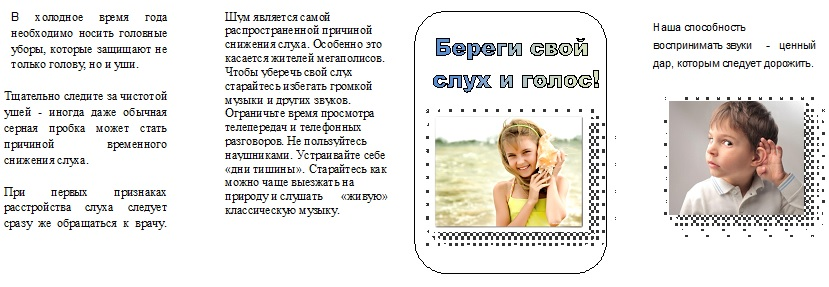 В холодное время года
необходимо носить головные
уборы, которые защищают не
только голову, но и уши.
Тщательно следите за чистотой
ушей - иногда даже обычная
серная пробка может стать
причиной временного
снижения слуха.
При первых признаках
расстройства слуха следует
сразу же обращаться к врачу.
Шум является самой
распространенной причиной
снижения слуха. Особенно это
касается жителей мегаполисов.
Чтобы уберечь свой слух
старайтесь избегать громкой
музыки и других звуков.
Ограничьте время просмотра
телепередач и телефонных
разговоров. Не пользуйтесь
наушниками. Устраивайте себе
«дни тишины». Старайтесь как
можно чаще выезжать на
природу и слушать «живую»
классическую музыку.
Береги свой
слух и голос!
Наша способность
воспринимать звуки - ценный
дар, которым следует дорожить.